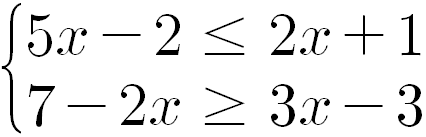 5x − 2 ≤ 2x + 1
7 − 2x ≥ 3x − 3